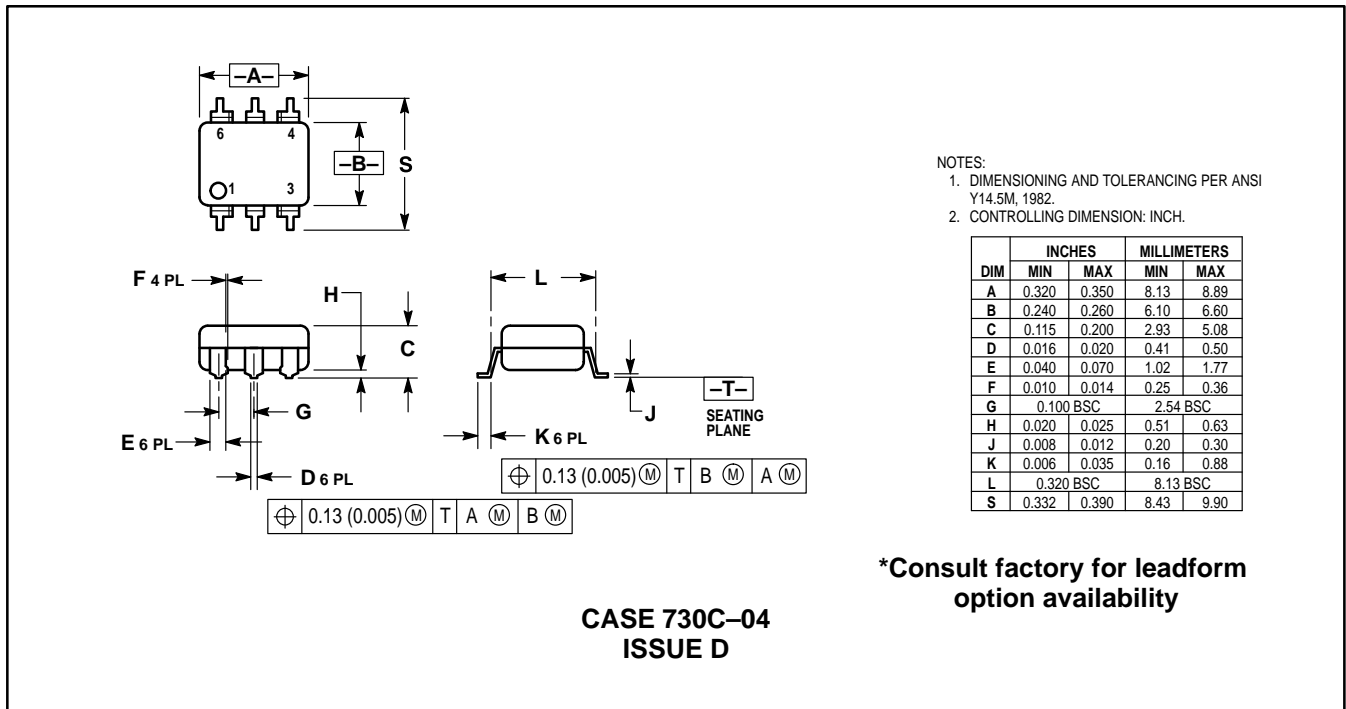 –A–
6 4
–B– S
1 3
F 4 PL
H
L
C
G
J
–T–
SEATING
PLANE
E 6 PL
K 6 PL
D 6 PL
⌖ 0.13 (0.005) Ⓜ T B Ⓜ A Ⓜ
⌖ 0.13 (0.005) Ⓜ T A Ⓜ B Ⓜ
NOTES:
1. DIMENSIONING AND TOLERANCING PER ANSI
Y14.5M, 1982.
2. CONTROLLING DIMENSION: INCH.
INCHES MILLIMETERS
DIM MIN MAX MIN MAX
A 0.320 0.350 8.13 8.89
B 0.240 0.260 6.10 6.60
C 0.115 0.200 2.93 5.08
D 0.016 0.020 0.41 0.50
E 0.040 0.070 1.02 1.77
F 0.010 0.014 0.25 0.36
G 0.100 BSC 2.54 BSC
H 0.020 0.025 0.51 0.63
J 0.008 0.012 0.20 0.30
K 0.006 0.035 0.16 0.88
L 0.320 BSC 8.13 BSC
S 0.332 0.390 8.43 9.90
*Consult factory for leadform
option availability
CASE 730C–04
ISSUE D